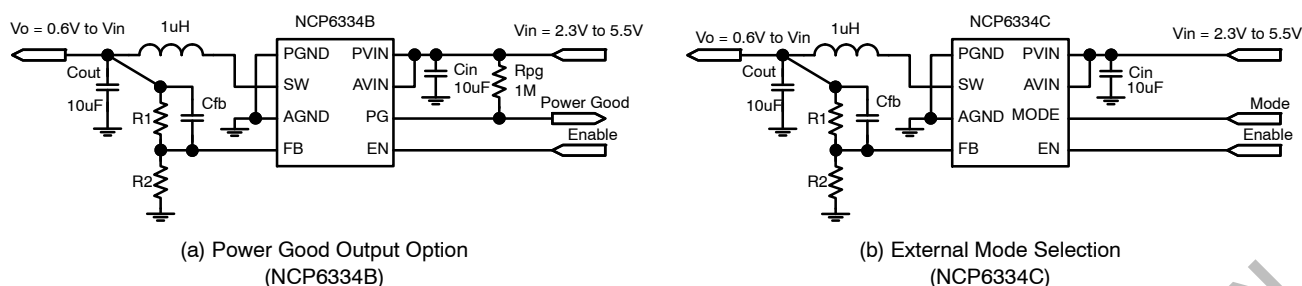 NCP6334B
Vo = 0.6V to Vin
1uH
Vin = 2.3V to 5.5V
PGND
PVIN
Cout
Cin
Rpg
SW
AVIN
10uF
10uF
1M
Cfb
Power Good
R1
AGND
PG
Enable
FB
EN
R2
(a) Power Good Output Option
(NCP6334B)
NCP6334C
Vo = 0.6V to Vin
1uH
Vin = 2.3V to 5.5V
PGND
PVIN
Cout
Cin
SW
AVIN
10uF
10uF
Cfb
Mode
R1
AGND
MODE
Enable
FB
EN
R2
(b) External Mode Selection
(NCP6334C)